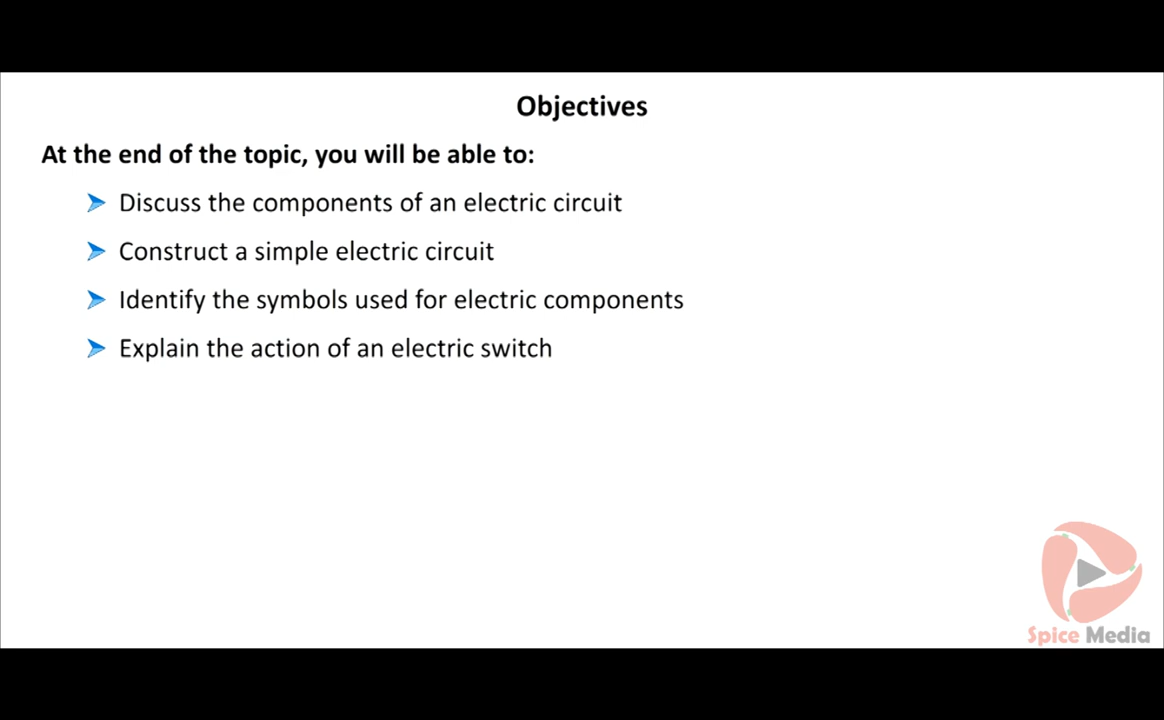 Objectives
At the end of the topic, you will be able to:
Discuss the components of an electric circuit
Construct a simple electric circuit
Identify the symbols used for electric components
Explain the action of an electric switch
Spice Media